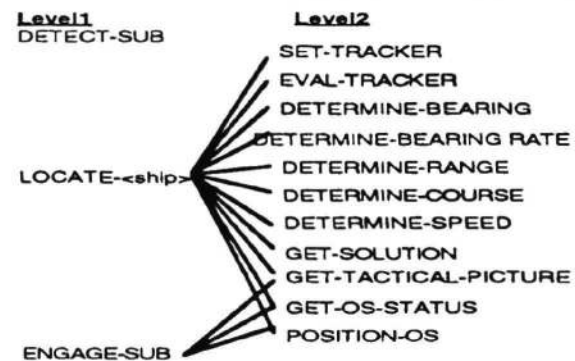 Level1
DETECT-SUB
LOCATE-<ship>
ENGAGE-SUB
Level2
SET-TRACKER
EVAL-TRACKER
DETERMINE-BEARING
DETERMINE-BEARING RATE
DETERMINE-RANGE
DETERMINE-COURSE
DETERMINE-SPEED
GET-SOLUTION
GET-TACTICAL-PICTURE
GET-OS-STATUS
POSITION-OS